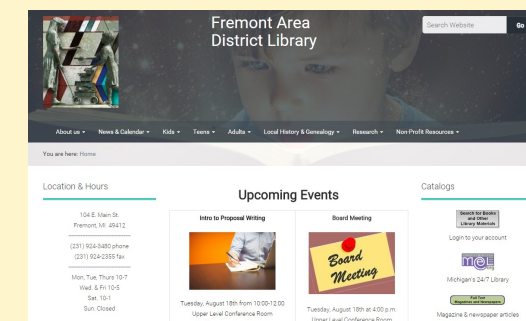 Fremont Area
District Library
Search Website
Go
About us
News & Calendar
Kids
Teens
Adults
Local History & Genealogy
Research
Non-Profit Resources
You are here: Home
Location & Hours
104 E. Main St.
Fremont, MI 49412
(231) 924-3480 phone
(231) 924-2355 fax
Mon, Tue, Thurs 10-7
Wed. & Fri 10-5
Sat. 10-1
Sun. Closed
Upcoming Events
Intro to Proposal Writing
Tuesday, August 18th from 10:00-12:00
Upper Level Conference Room
Board Meeting
Board
Meeting
Tuesday, August 18th at 4:00 p.m.
Upper Level Conference Room
Catalogs
Search for Books
and Other
Library Materials
Login to your account
mel
Michigan's 24/7 Library
Full Text
Magazines and Newspapers
Magazine & newspaper articles